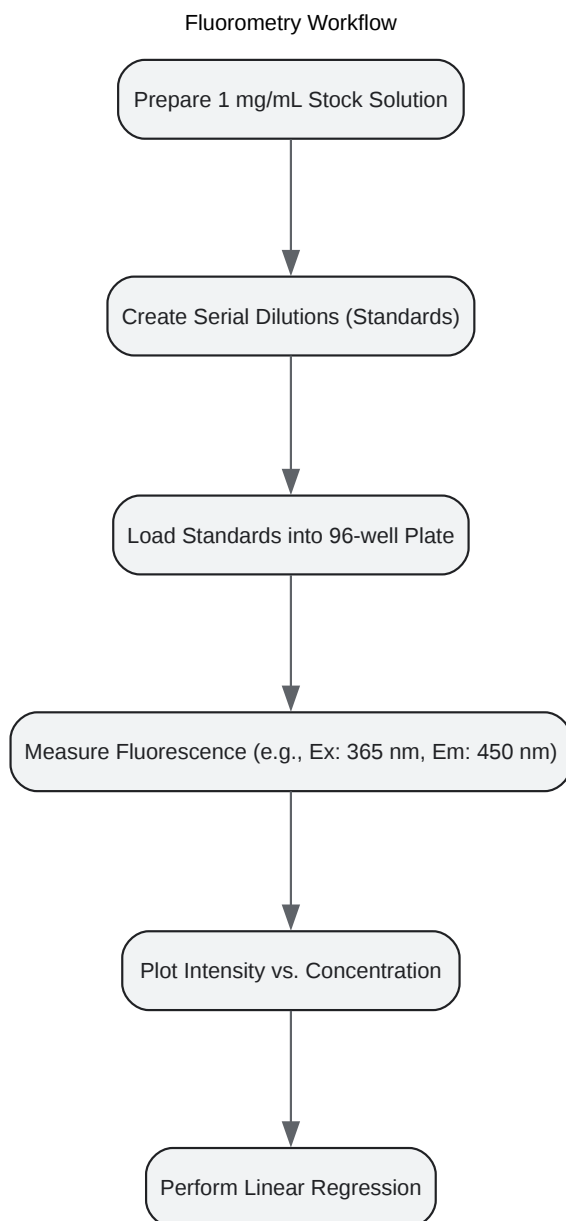 Fluorometry Workflow
Prepare 1 mg/mL Stock Solution
Create Serial Dilutions (Standards)
Load Standards into 96-well Plate
Measure Fluorescence (e.g., Ex: 365 nm, Em: 450 nm)
Plot Intensity vs. Concentration
Perform Linear Regression